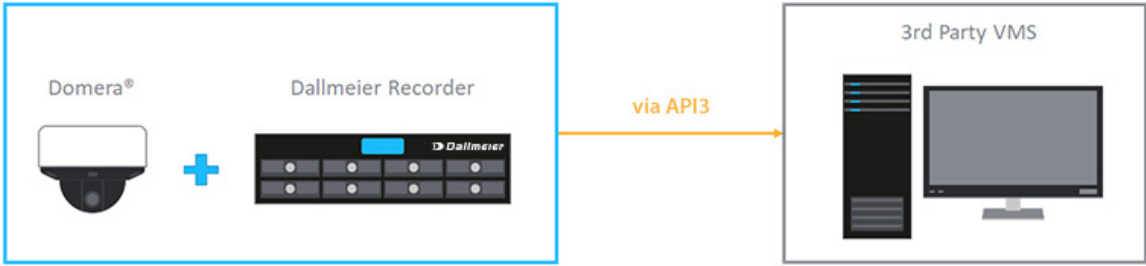 Domera®
Dallmeier Recorder
Dallmeier
via API3
3rd Party VMS